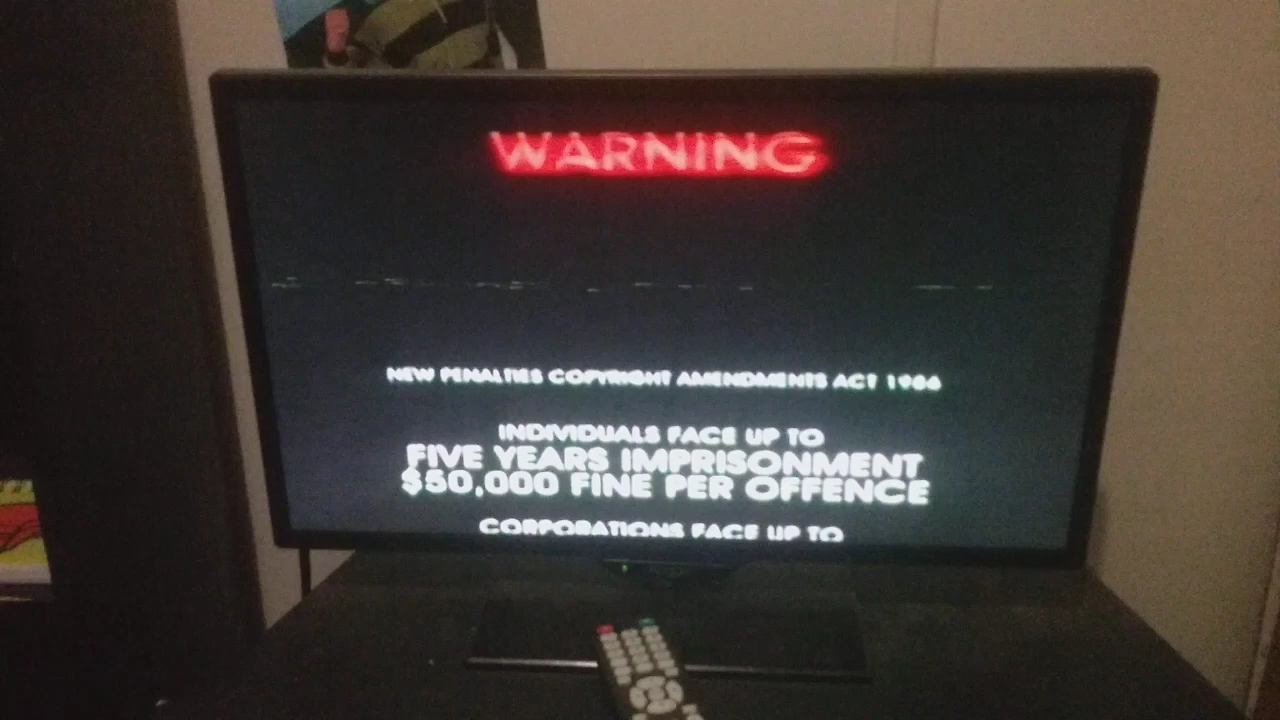 WARNING
NEW PENALTIES COPYRIGHT AMENDMENTS ACT 1986
INDIVIDUALS FACE UP TO
FIVE YEARS IMPRISONMENT
$50,000 FINE PER OFFENCE
CORPORATIONS FACE UP TO